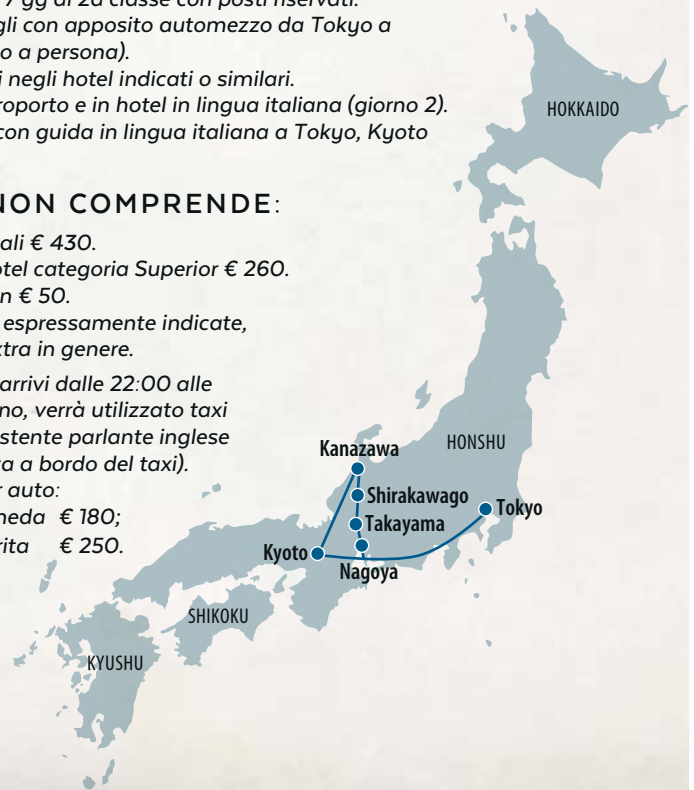 7 gg di 2a classe con posti riservati.
gli con apposito automezzo da Tokyo a
o a persona).
i negli hotel indicati o similari.
roporto e in hotel in lingua italiana (giorno 2).
con guida in lingua italiana a Tokyo, Kyoto
NON COMPRENDE:
ali € 430.
otel categoria Superior € 260.
n € 50.
espressamente indicate,
xtra in genere.
arrivi dalle 22:00 alle
no, verrà utilizzato taxi
istente parlante inglese
a a bordo del taxi).
r auto:
neda € 180;
rita € 250.
HOKKAIDO
HONSHU
Kanazawa
Shirakawago
Tokyo
Takayama
Kyoto
Nagoya
SHIKOKU
KYUSHU